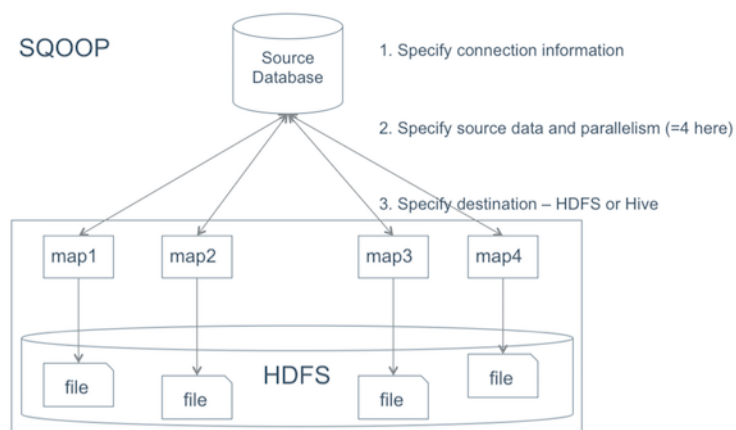 SQOOP
Source
Database
1. Specify connection information
2. Specify source data and parallelism (=4 here)
3. Specify destination – HDFS or Hive
map1
map2
map3
map4
HDFS
file
file
file
file